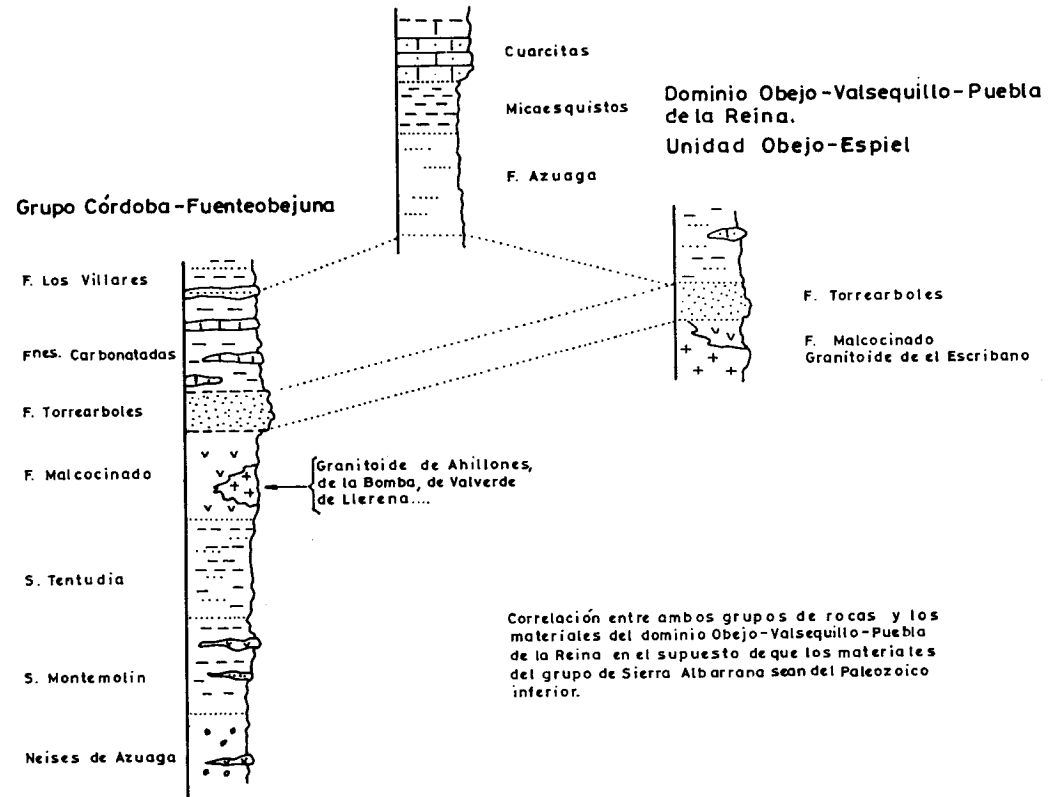 Cuarcitas
Micaesquistos
F. Azuaga
Dominio Obejo-Valsequillo-Puebla
de la Reina.
Unidad Obejo-Espiel
Grupo Córdoba-Fuenteobejuna
F. Los Villares
Fnes. Carbonatadas
F. Torrearboles
F. Malcocinado
Granitoide de Ahillones,
de la Bomba, de Valverde
de Llerena....
S. Tentudia
S. Montemolin
Neises de Azuaga
F. Torrearboles
F. Malcocinado
Granitoide de el Escribano
Correlación entre ambos grupos de rocas y los
materiales del dominio Obejo-Valsequillo-Puebla
de la Reina en el supuesto de que los materiales
del grupo de Sierra Albarrana sean del Paleozoico
inferior.